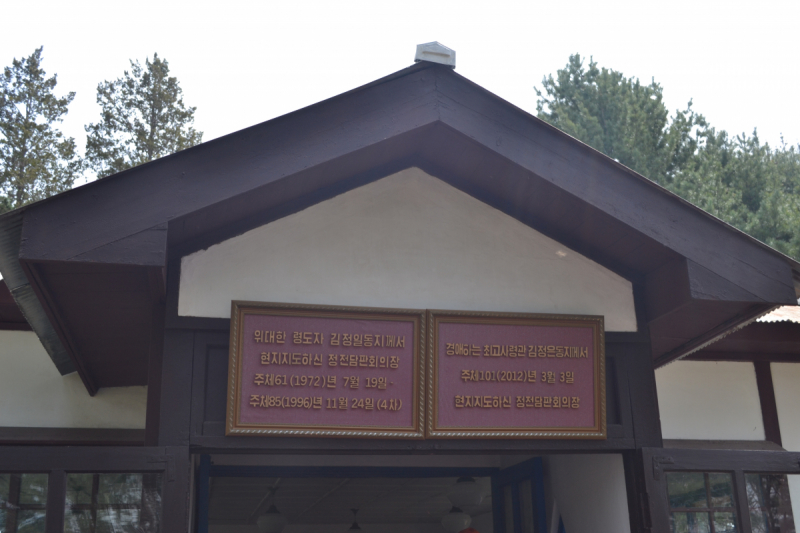 위대한 령도자 김정일동지께서
현지지도하신 정전담판회의장
주체61(1972)년 7월 19일
주체85(1996)년 11월 24일(4차)
경애하는 최고사령관 김정은동지께서
주체101(2012)년 3월 3일
현지지도하신 정전담판회의장